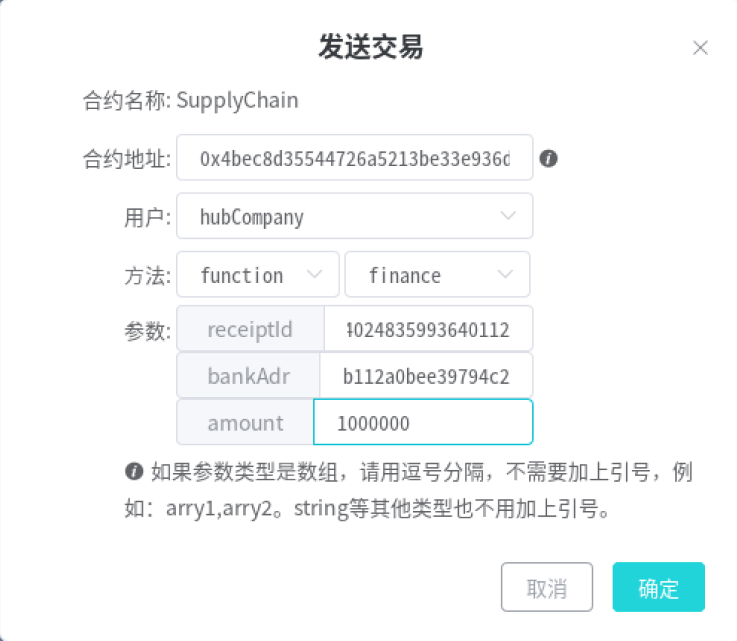 发送交易
合约名称: SupplyChain
合约地址: 0x4bec8d35544726a5213be33e936d
用户: hubCompany
方法: function finance
参数: receiptId 4024835993640112
bankAdr b112a0bee39794c2
amount 1000000
如果参数类型是数组，请用逗号分隔，不需要加上引号，例
如：arry1,arry2。string等其他类型也不用加上引号。
取消 确定